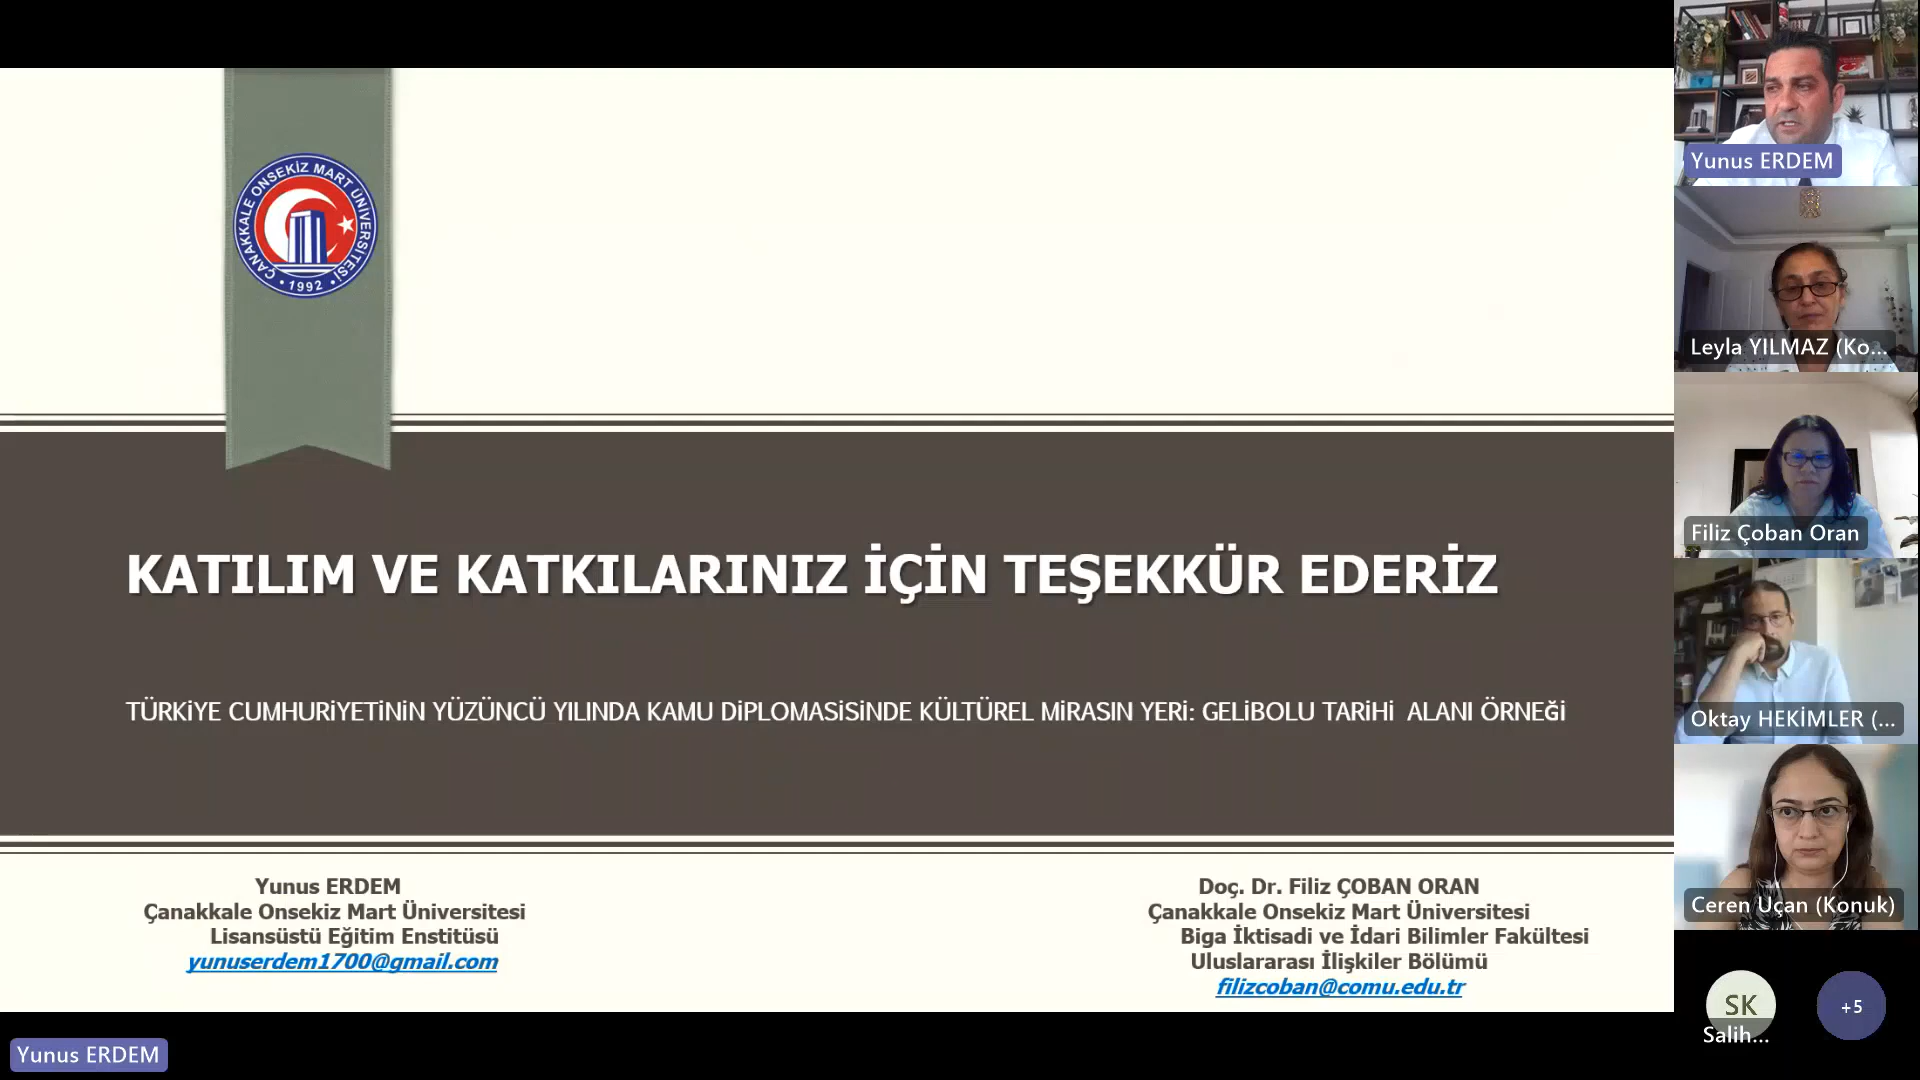 ÇANAKKALE ONSEKİZ MART ÜNİVERSİTESİ
• 1992 •
KATILIM VE KATKILARINIZ İÇİN TEŞEKKÜR EDERİZ
TÜRKİYE CUMHURİYETİNİN YÜZÜNCÜ YILINDA KAMU DİPLOMASİSİNDE KÜLTÜREL MİRASIN YERİ: GELİBOLU TARİHİ ALANI ÖRNEĞİ
Yunus ERDEM
Çanakkale Onsekiz Mart Üniversitesi
Lisansüstü Eğitim Enstitüsü
yunuserdem1700@gmail.com
Doç. Dr. Filiz ÇOBAN ORAN
Çanakkale Onsekiz Mart Üniversitesi
Biga İktisadi ve İdari Bilimler Fakültesi
Uluslararası İlişkiler Bölümü
filizcoban@comu.edu.tr
Yunus ERDEM
Yunus ERDEM
Leyla YILMAZ (Ko...
Filiz Çoban Oran
Oktay HEKİMLER (...
Ceren Uçan (Konuk)
SK
Salih...
+5